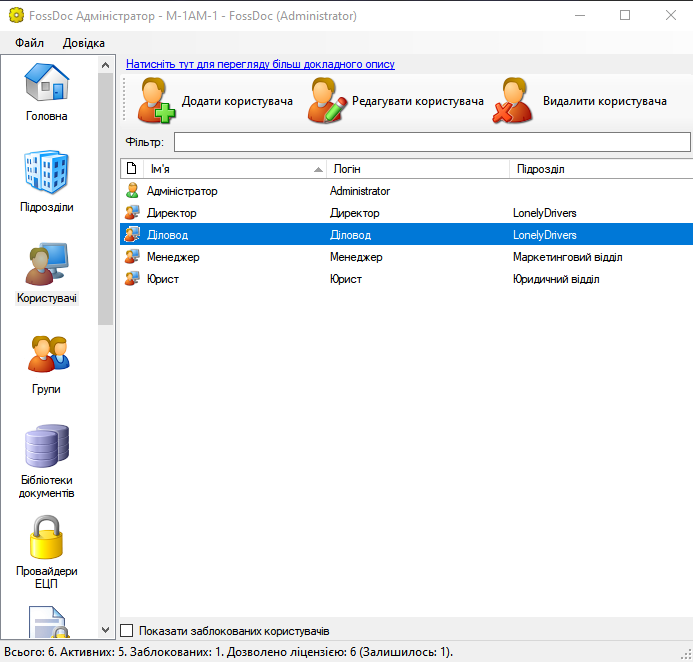 FossDoc Адміністратор - M-1AM-1 - FossDoc (Administrator)
Файл Довідка
Натисніть тут для перегляду більш докладного опису
Додати користувача Редагувати користувача Видалити користувача
Фільтр:
Ім'я Логін Підрозділ
Адміністратор Administrator
Директор Директор LonelyDrivers
Діловод Діловод LonelyDrivers
Менеджер Менеджер Маркетинговий відділ
Юрист Юрист Юридичний відділ
Головна
Підрозділи
Користувачі
Групи
Бібліотеки
документів
Провайдери
ЕЦП
Показати заблокованих користувачів
Всього: 6. Активних: 5. Заблокованих: 1. Дозволено ліцензією: 6 (Залишилось: 1).